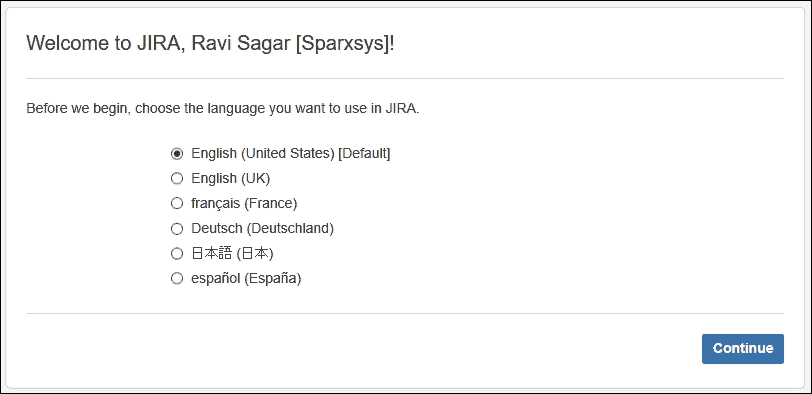 Welcome to JIRA, Ravi Sagar [Sparxsys]!
Before we begin, choose the language you want to use in JIRA.
English (United States) [Default]
English (UK)
français (France)
Deutsch (Deutschland)
日本語 (日本)
español (España)
Continue